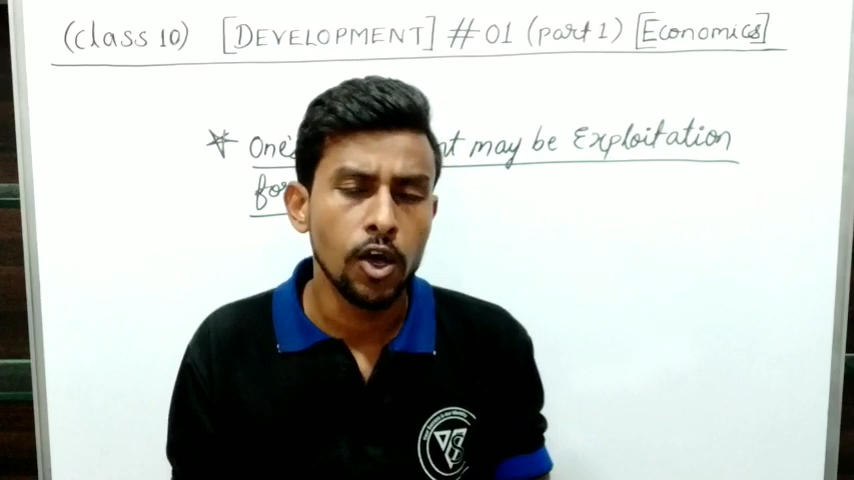 (class 10) [DEVELOPMENT] # 01 (part 1) [Economics]
* One's may be Exploitation